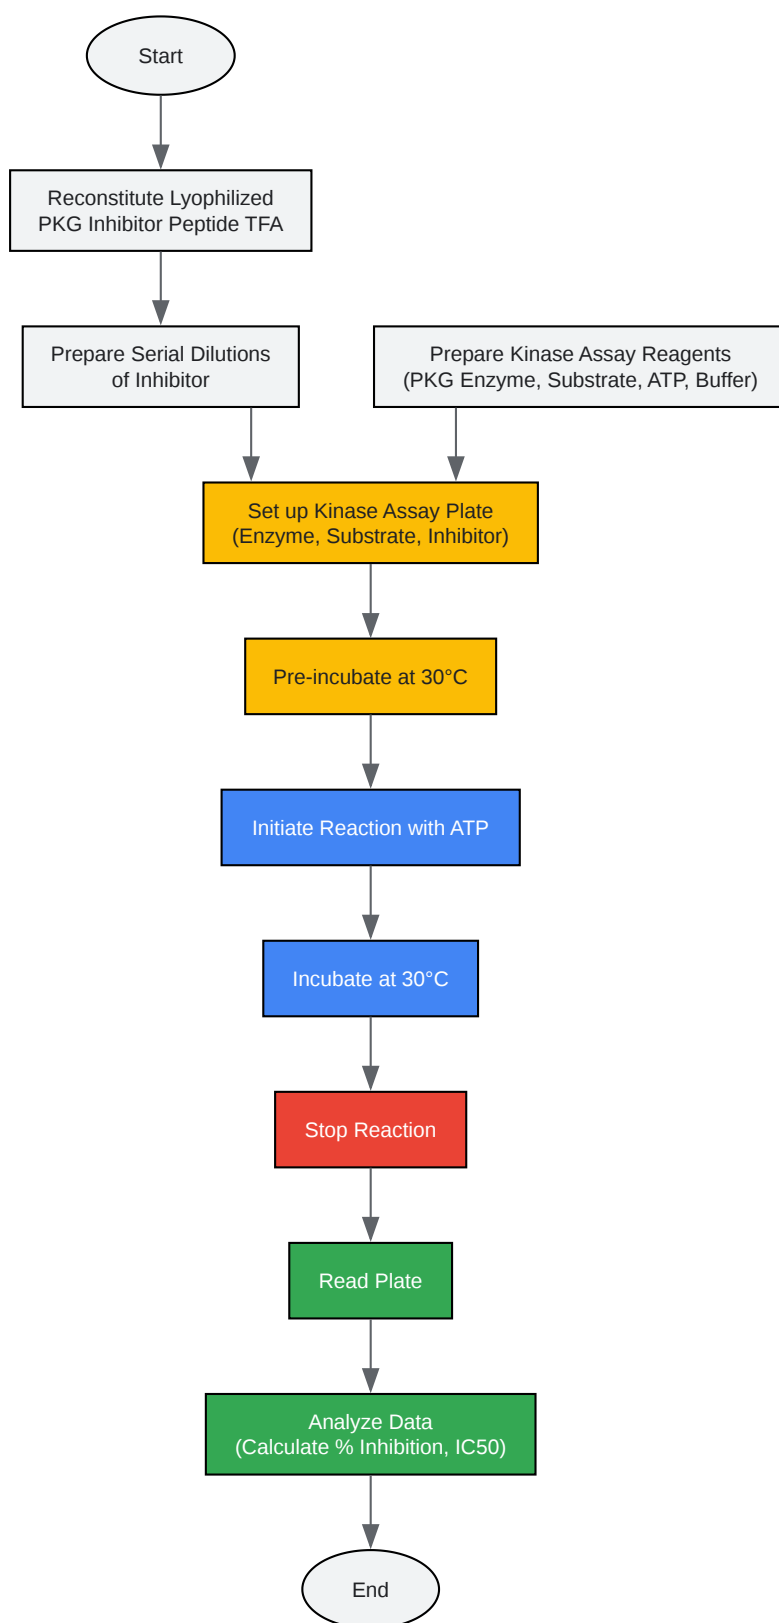 Start
Reconstitute Lyophilized
PKG Inhibitor Peptide TFA
Prepare Serial Dilutions
of Inhibitor
Prepare Kinase Assay Reagents
(PKG Enzyme, Substrate, ATP, Buffer)
Set up Kinase Assay Plate
(Enzyme, Substrate, Inhibitor)
Pre-incubate at 30°C
Initiate Reaction with ATP
Incubate at 30°C
Stop Reaction
Read Plate
Analyze Data
(Calculate % Inhibition, IC50)
End